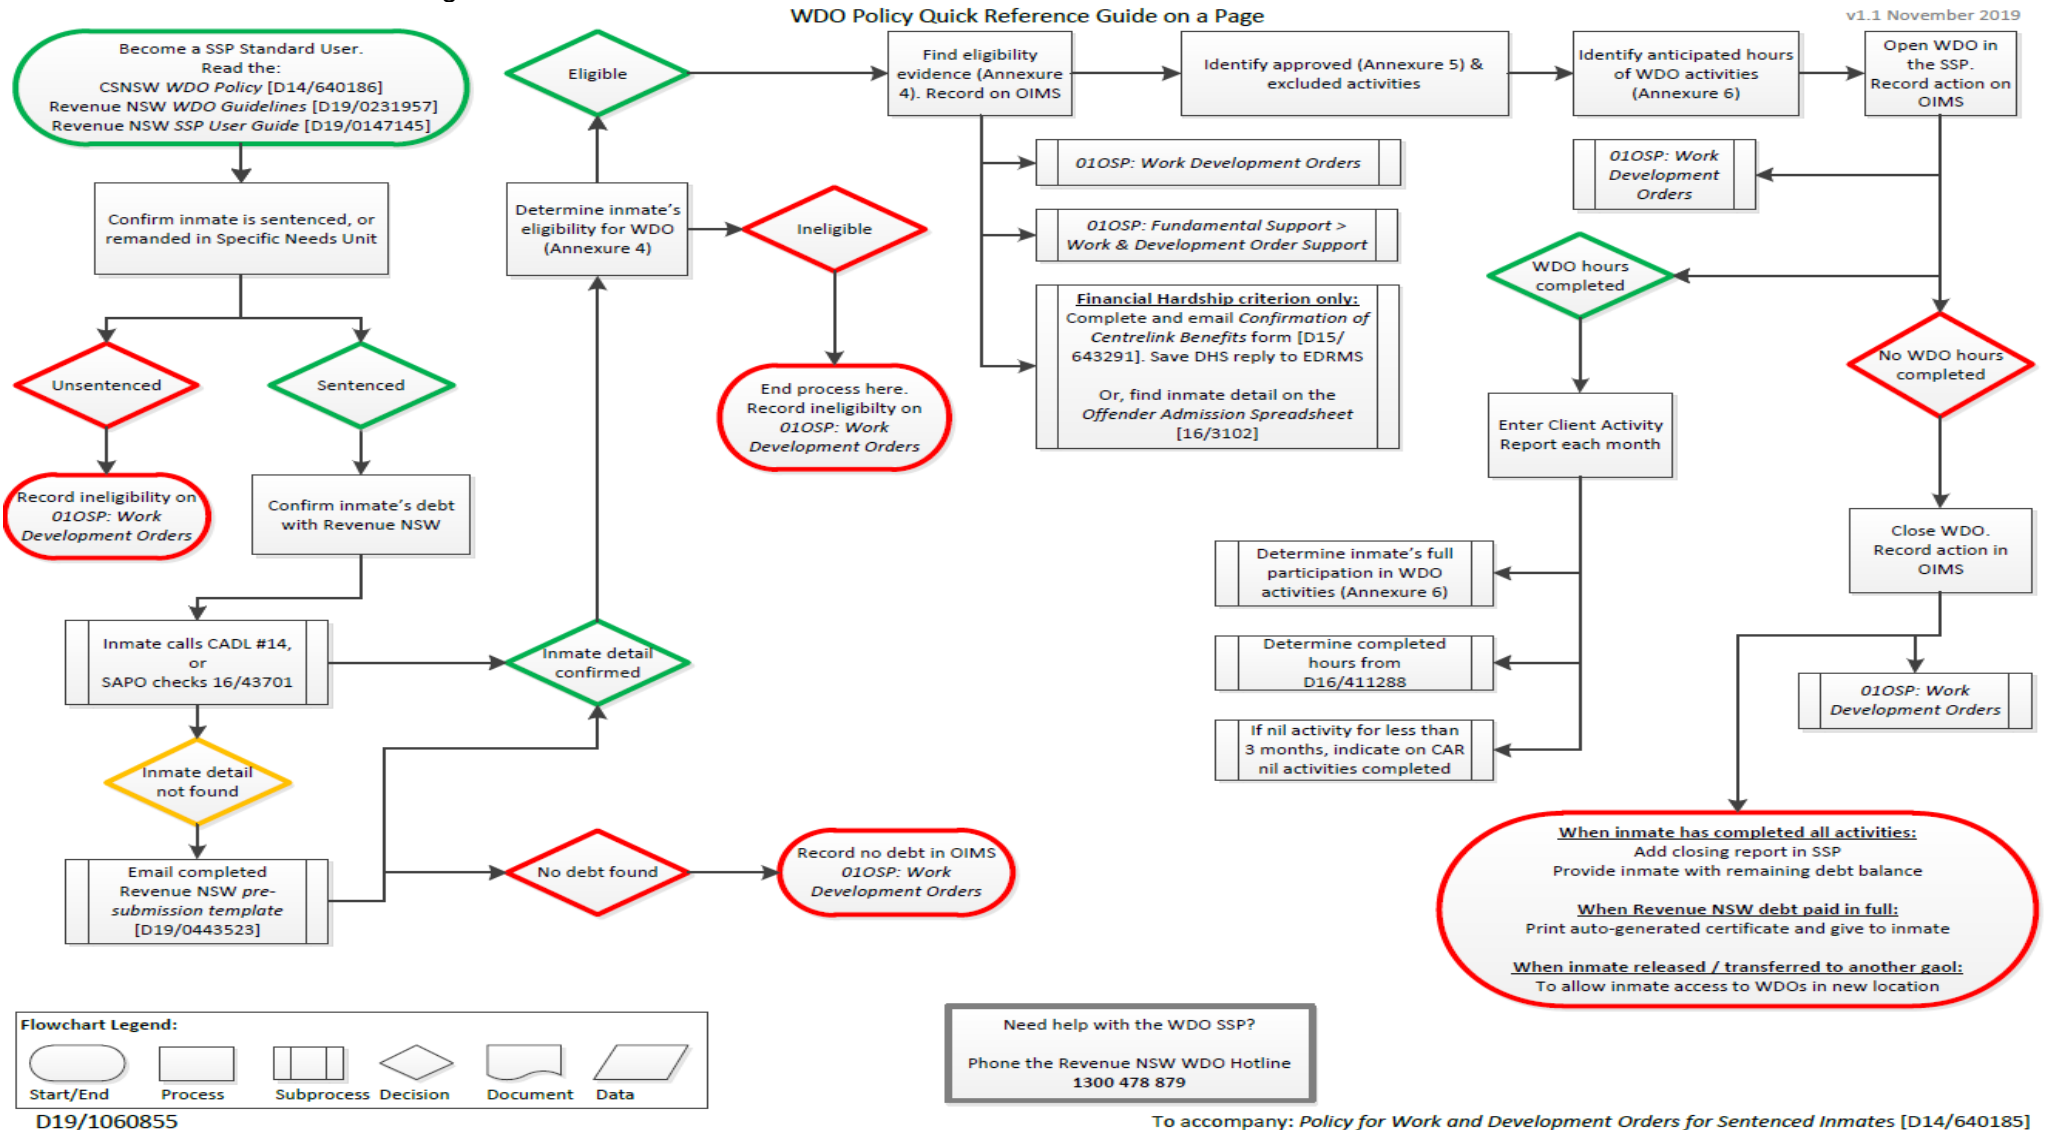 WDO Policy Quick Reference Guide on a Page
v1.1 November 2019
Become a SSP Standard User.
Read the:
CSNSW WDO Policy [D14/640186]
Revenue NSW WDO Guidelines [D19/0231957]
Revenue NSW SSP User Guide [D19/0147145]
Confirm inmate is sentenced, or
remanded in Specific Needs Unit
Unsentenced
Sentenced
Record ineligibility on
01OSP: Work
Development Orders
Confirm inmate's debt
with Revenue NSW
Inmate calls CADL #14,
or
SAPO checks 16/43701
Inmate detail
not found
Email completed
Revenue NSW pre-
submission template
[D19/0443523]
Inmate detail
confirmed
No debt found
Record no debt in OIMS
01OSP: Work
Development Orders
Determine inmate's
eligibility for WDO
(Annexure 4)
Eligible
Ineligible
End process here.
Record ineligibilty on
01OSP: Work
Development Orders
Find eligibility
evidence (Annexure
4). Record on OIMS
01OSP: Work Development Orders
01OSP: Fundamental Support >
Work & Development Order Support
Financial Hardship criterion only:
Complete and email Confirmation of
Centrelink Benefits form [D15/
643291]. Save DHS reply to EDRMS
Or, find inmate detail on the
Offender Admission Spreadsheet
[16/3102]
Identify approved (Annexure 5) &
excluded activities
Identify anticipated hours
of WDO activities
(Annexure 6)
Open WDO in
the SSP.
Record action on
OIMS
01OSP: Work
Development
Orders
WDO hours
completed
No WDO hours
completed
Enter Client Activity
Report each month
Determine inmate's full
participation in WDO
activities (Annexure 6)
Determine completed
hours from
D16/411288
If nil activity for less than
3 months, indicate on CAR
nil activities completed
Close WDO.
Record action in
OIMS
01OSP: Work
Development Orders
When inmate has completed all activities:
Add closing report in SSP
Provide inmate with remaining debt balance
When Revenue NSW debt paid in full:
Print auto-generated certificate and give to inmate
When inmate released / transferred to another gaol:
To allow inmate access to WDOs in new location
Flowchart Legend:
Start/End
Process
Subprocess
Decision
Document
Data
Need help with the WDO SSP?
Phone the Revenue NSW WDO Hotline
1300 478 879
D19/1060855
To accompany: Policy for Work and Development Orders for Sentenced Inmates [D14/640185]